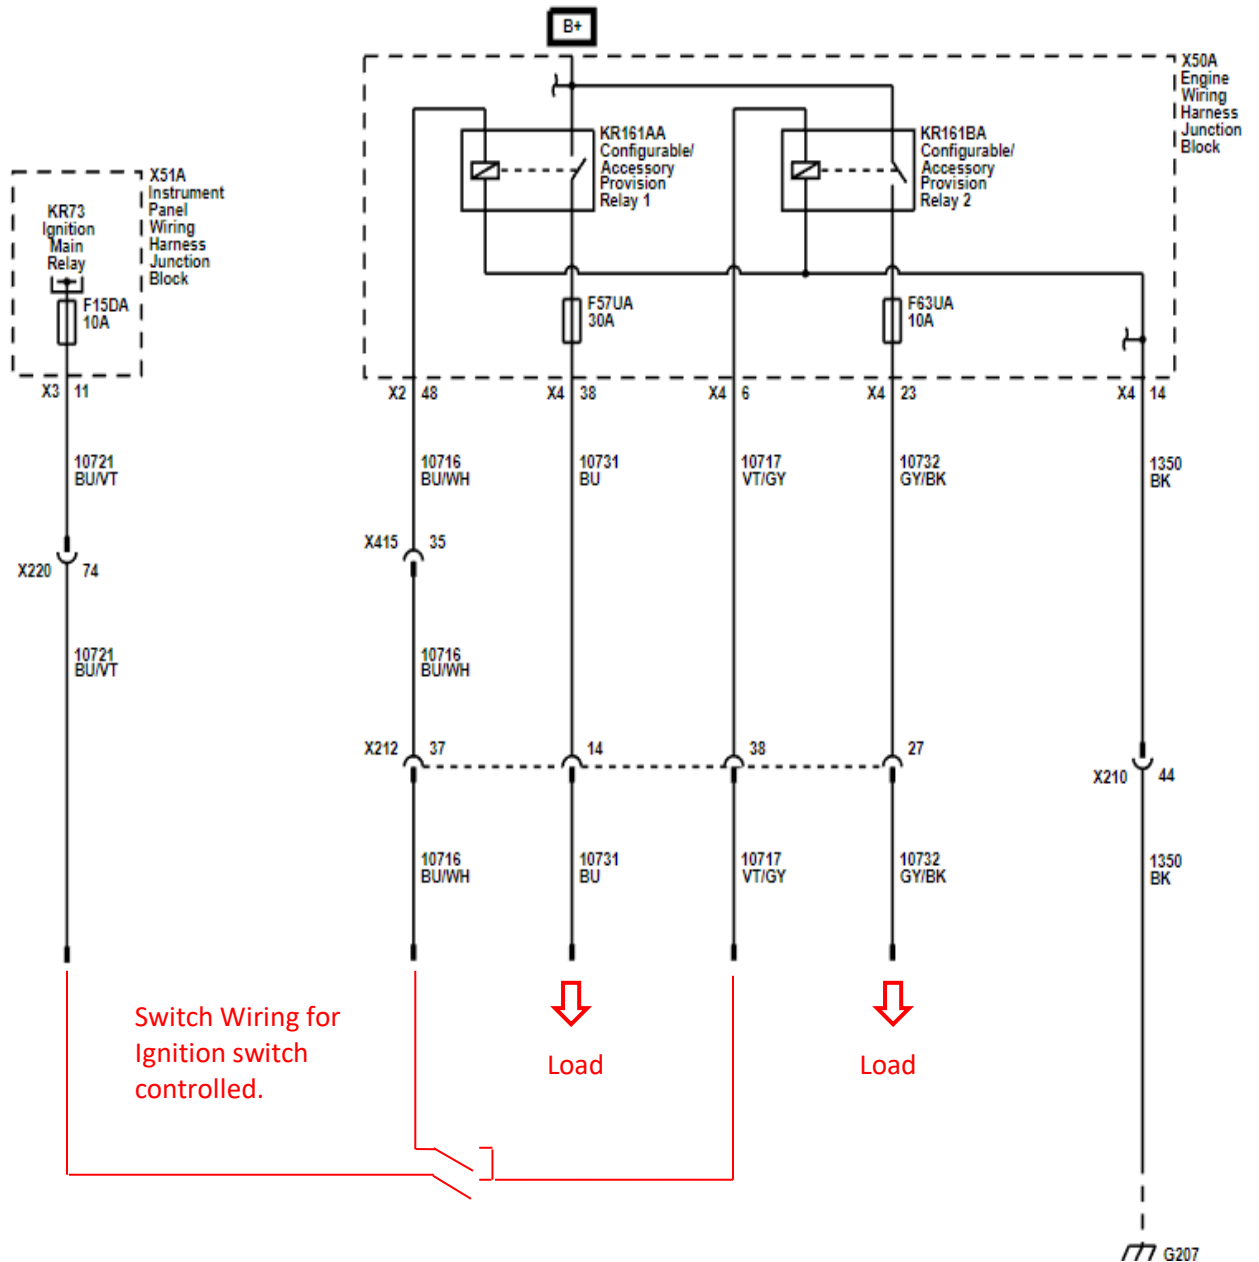 B+
X50A
Engine
Wiring
Harness
Junction
Block
KR161AA
Configurable/
Accessory
Provision
Relay 1
KR161BA
Configurable/
Accessory
Provision
Relay 2
X51A
Instrument
Panel
Wiring
Harness
Junction
Block
KR73
Ignition
Main
Relay
F15DA
10A
F57UA
30A
F63UA
10A
X3 11
X2 48
X4 38
X4 6
X4 23
X4 14
10721
BU/VT
10716
BU/WH
10731
BU
10717
VT/GY
10732
GY/BK
1350
BK
X415 35
X220 74
10721
BU/VT
10716
BU/WH
X212 37
14
38
27
X210 44
10716
BU/WH
10731
BU
10717
VT/GY
10732
GY/BK
1350
BK
Switch Wiring for
Ignition switch
controlled.
Load
Load
G207